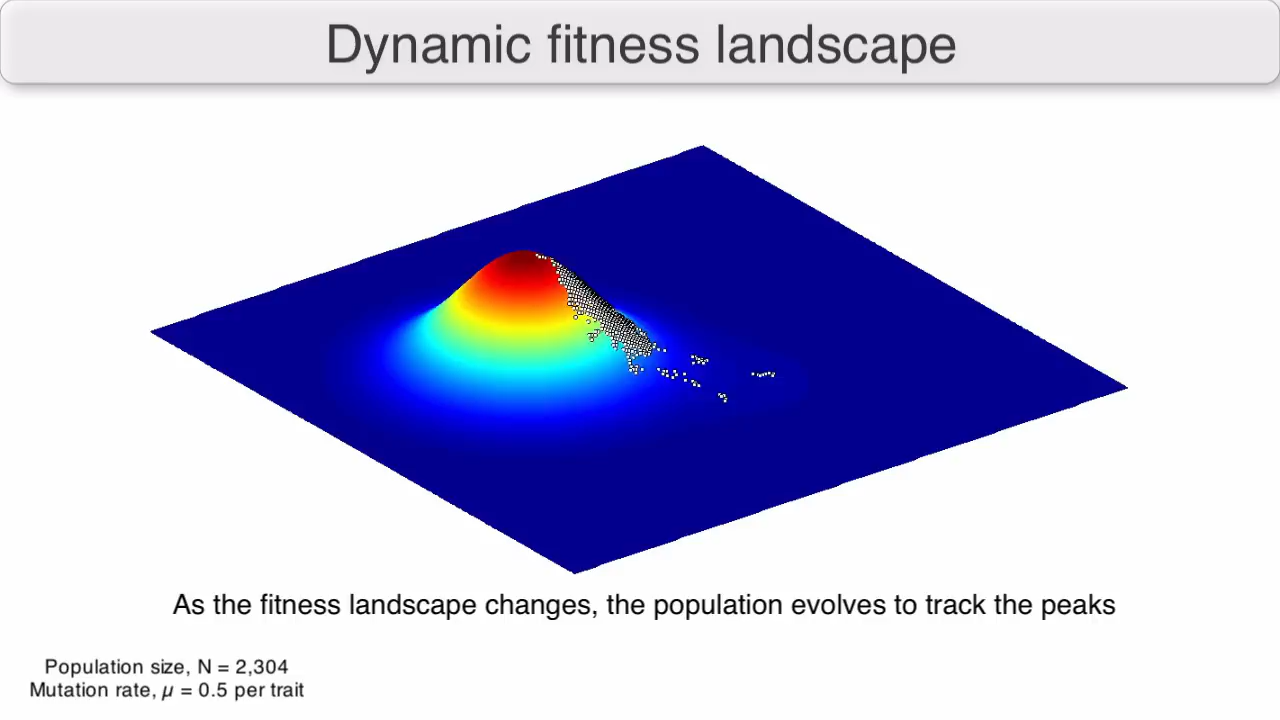 Dynamic fitness landscape
As the fitness landscape changes, the population evolves to track the peaks
Population size, N = 2,304
Mutation rate, μ = 0.5 per trait